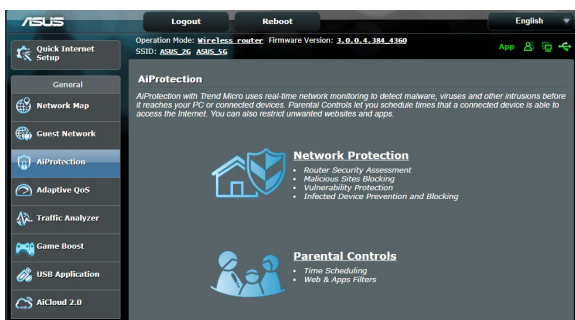 ASUS
Logout
Reboot
English
Quick Internet
Setup
Operation Mode: Wireless router Firmware Version: 3.0.0.4.384_4360
SSID: ASUS_2G ASUS_5G
App
General
Network Map
Guest Network
AiProtection
Adaptive QoS
Traffic Analyzer
Game Boost
USB Application
AiCloud 2.0
AiProtection
AiProtection with Trend Micro uses real-time network monitoring to detect malware, viruses and other intrusions before
it reaches your PC or connected devices. Parental Controls let you schedule times that a connected device is able to
access the Internet. You can also restrict unwanted websites and apps.
Network Protection
• Router Security Assessment
• Malicious Sites Blocking
• Vulnerability Protection
• Infected Device Prevention and Blocking
Parental Controls
• Time Scheduling
• Web & Apps Filters